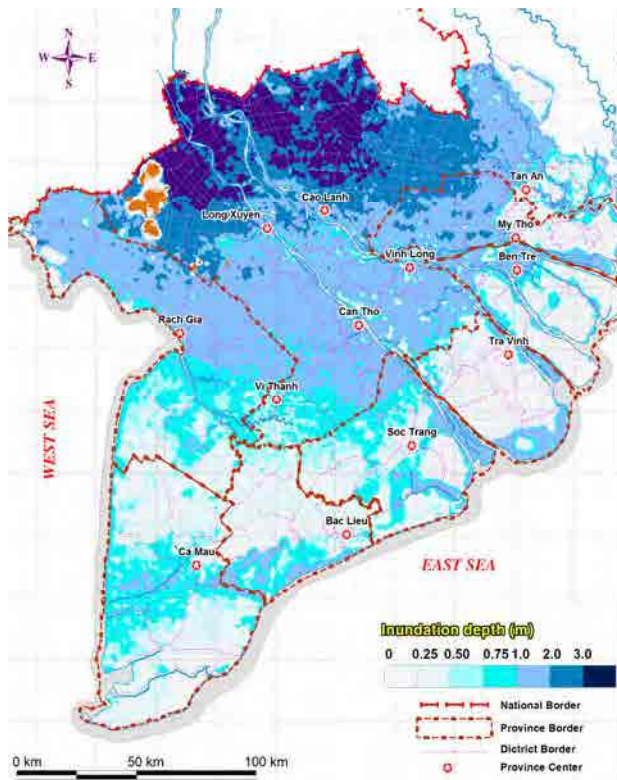 N
W E
S
Tan An
Cao Lanh
Long Xuyen
My Tho
Ben Tre
Vinh Long
Can Tho
Rach Gia
Tra Vinh
Vi Thanh
Soc Trang
WEST SEA
Bac Lieu
Ca Mau
EAST SEA
Inundation depth (m)
0 0.25 0.50 0.75 1.0 2.0 3.0
National Border
Province Border
Dictrict Border
Province Center
0 km 50 km 100 km